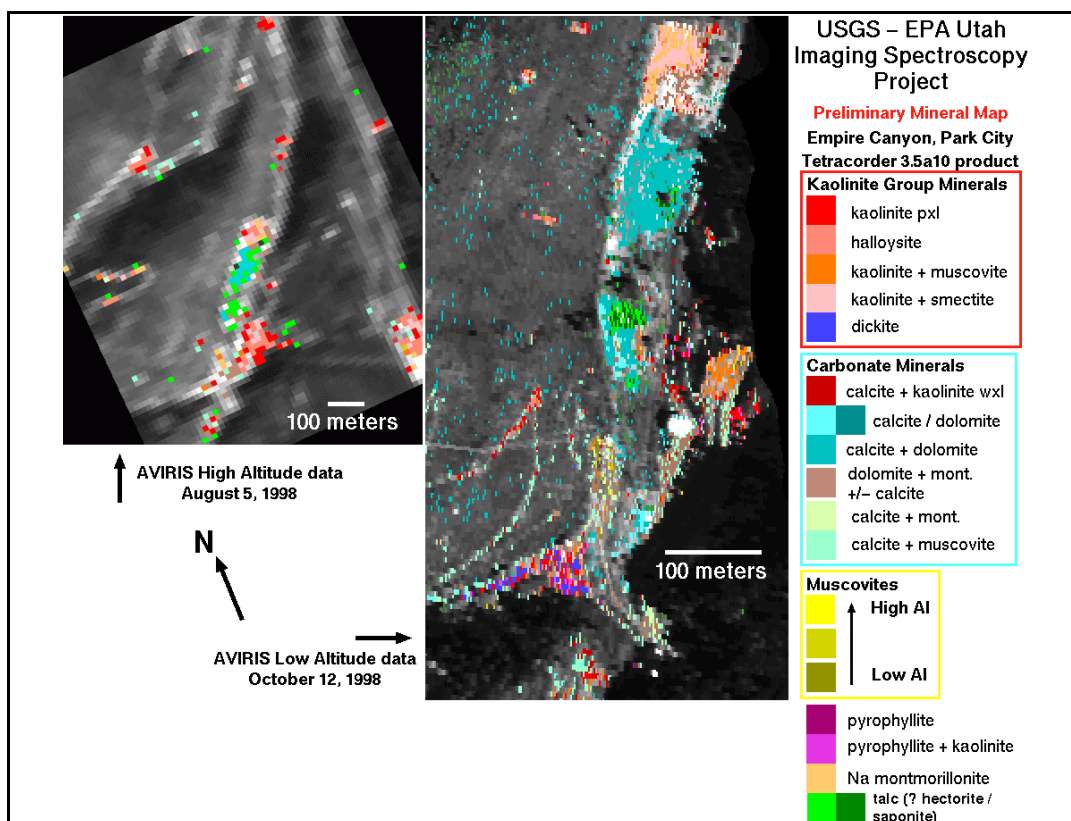 USGS – EPA Utah
Imaging Spectroscopy
Project
Preliminary Mineral Map
Empire Canyon, Park City
Tetracorder 3.5a10 product
Kaolinite Group Minerals
kaolinite pxl
halloysite
kaolinite + muscovite
kaolinite + smectite
dickite
Carbonate Minerals
calcite + kaolinite wxl
calcite / dolomite
calcite + dolomite
dolomite + mont.
+/– calcite
calcite + mont.
calcite + muscovite
Muscovites
High Al
Low Al
pyrophyllite
pyrophyllite + kaolinite
Na montmorillonite
talc (? hectorite /
saponite)
100 meters
AVIRIS High Altitude data
August 5, 1998
N
100 meters
AVIRIS Low Altitude data
October 12, 1998